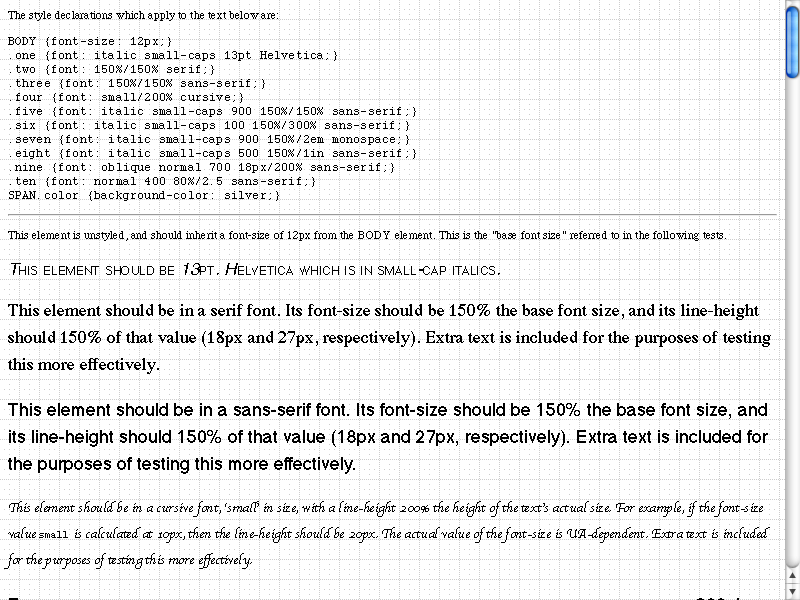 The style declarations which apply to the text below are:
BODY {font-size: 12px;}
.one {font: italic small-caps 13pt Helvetica;}
.two {font: 150%/150% serif;}
.three {font: 150%/150% sans-serif;}
.four {font: small/200% cursive;}
.five {font: italic small-caps 900 150%/150% sans-serif;}
.six {font: italic small-caps 100 150%/300% sans-serif;}
.seven {font: italic small-caps 900 150%/2em monospace;}
.eight {font: italic small-caps 500 150%/1in sans-serif;}
.nine {font: oblique normal 700 18px/200% sans-serif;}
.ten {font: normal 400 80%/2.5 sans-serif;}
SPAN.color {background-color: silver;}
This element is unstyled, and should inherit a font-size of 12px from the BODY element. This is the "base font size" referred to in the following tests.
This element should be 13pt. Helvetica which is in small-cap italics.
This element should be in a serif font. Its font-size should be 150% the base font size, and its line-height
should 150% of that value (18px and 27px, respectively). Extra text is included for the purposes of testing
this more effectively.
This element should be in a sans-serif font. Its font-size should be 150% the base font size, and
its line-height should 150% of that value (18px and 27px, respectively). Extra text is included for
the purposes of testing this more effectively.
This element should be in a cursive font, 'small' in size, with a line-height 200% the height of the text's actual size. For example, if the font-size
value small is calculated at 10px, then the line-height should be 20px. The actual value of the font-size is UA-dependent. Extra text is included
for the purposes of testing this more effectively.